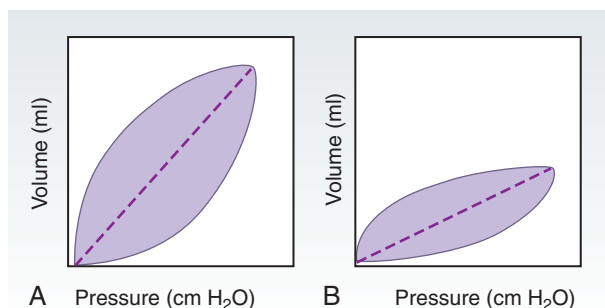 Volume (ml)
A Pressure (cm H₂O)
Volume (ml)
B Pressure (cm H₂O)